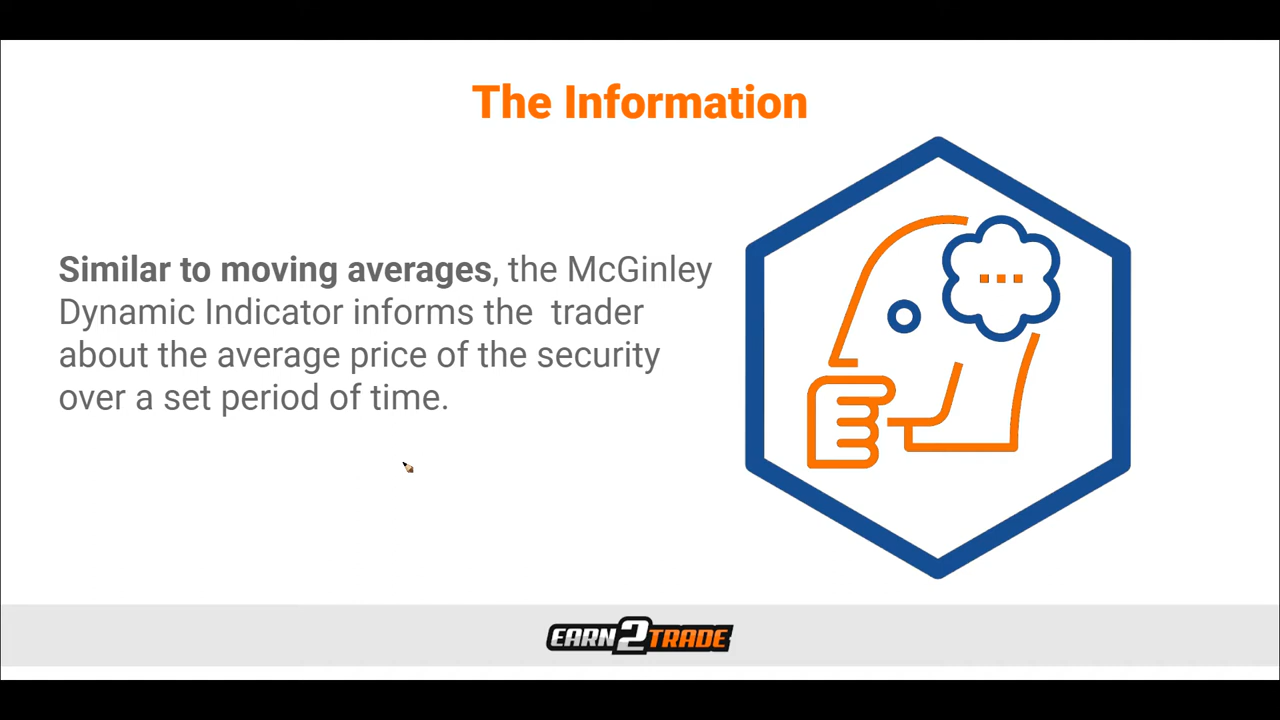 The Information
Similar to moving averages, the McGinley
Dynamic Indicator informs the  trader
about the average price of the security
over a set period of time.
EARN2TRADE